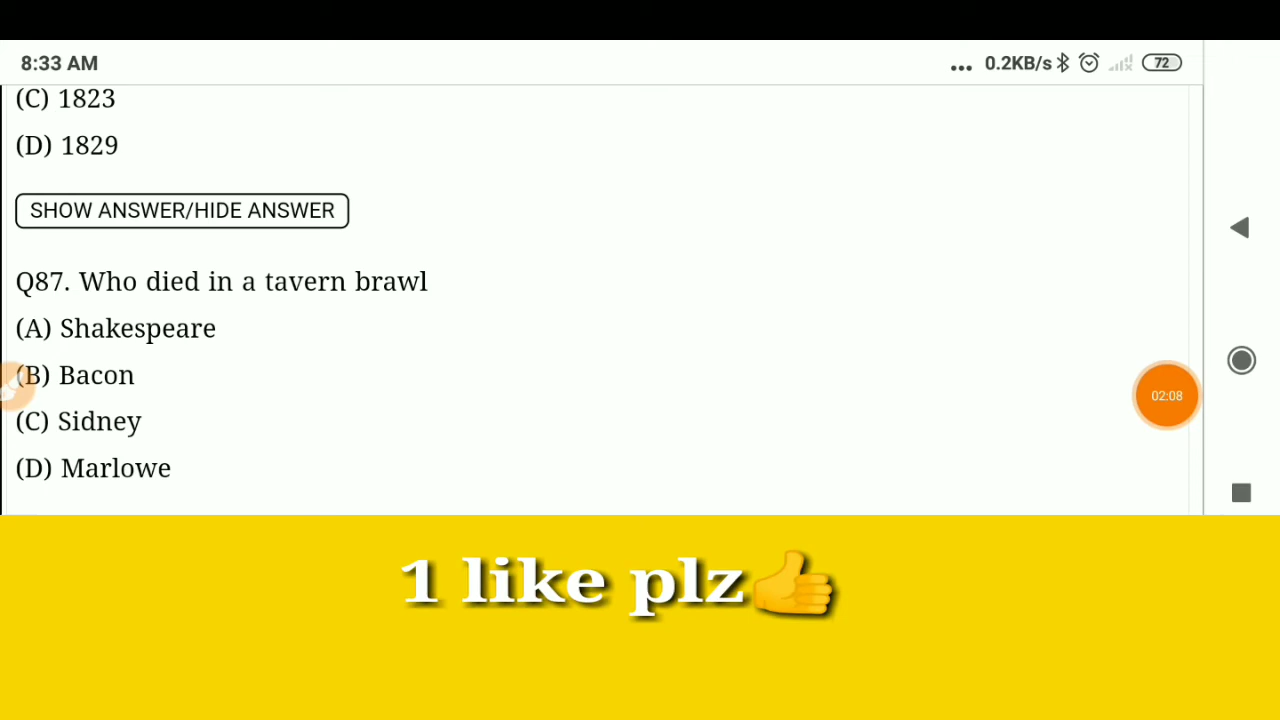 8:33 AM
... 0.2KB/s 72
(C) 1823
(D) 1829
SHOW ANSWER/HIDE ANSWER
Q87. Who died in a tavern brawl
(A) Shakespeare
(B) Bacon
(C) Sidney
(D) Marlowe
02:08
1 like plz👍